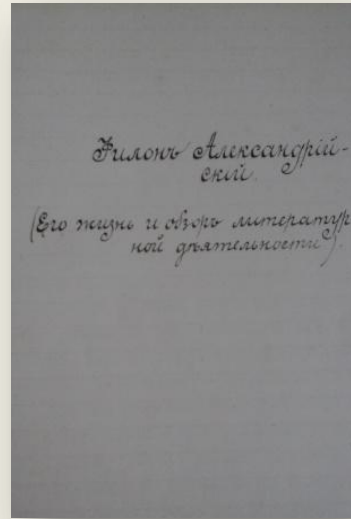 Филонъ Александрій-
скій.
(Его жизнь и обзоръ литератур
ной дѣятельности).